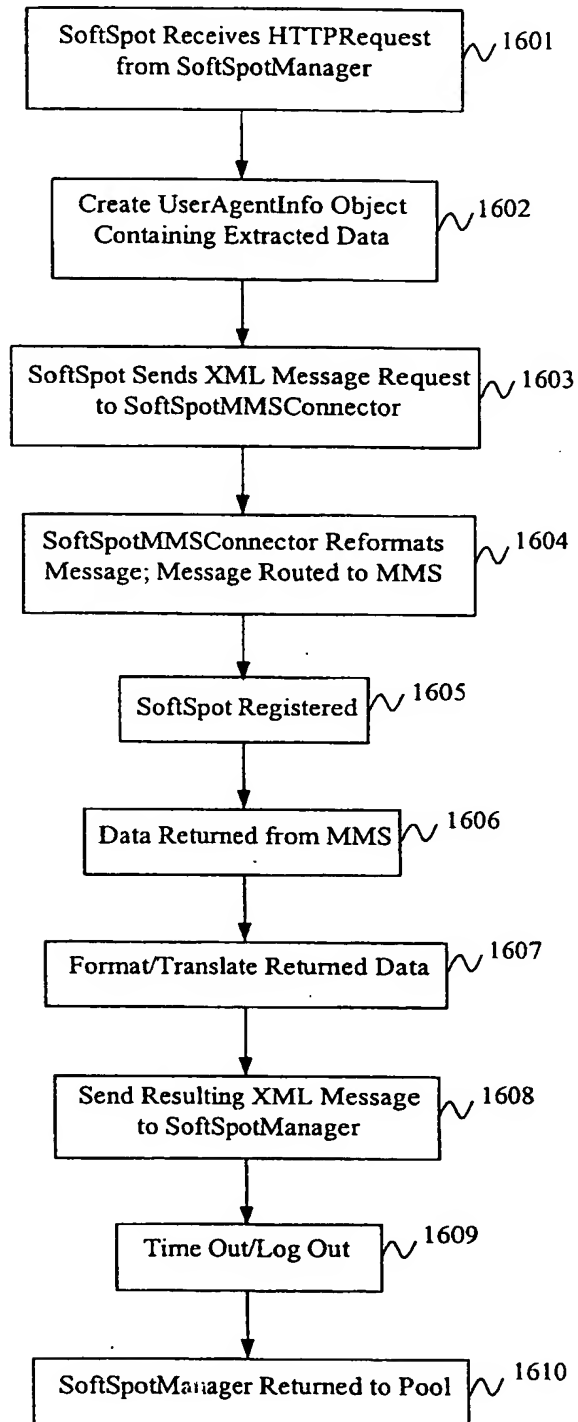 SoftSpot Receives HTTPRequest
from SoftSpotManager
1601
Create UserAgentInfo Object
Containing Extracted Data
1602
SoftSpot Sends XML Message Request
to SoftSpotMMSConnector
1603
SoftSpotMMSConnector Reformats
Message; Message Routed to MMS
1604
SoftSpot Registered
1605
Data Returned from MMS
1606
Format/Translate Returned Data
1607
Send Resulting XML Message
to SoftSpotManager
1608
Time Out/Log Out
1609
SoftSpotManager Returned to Pool
1610